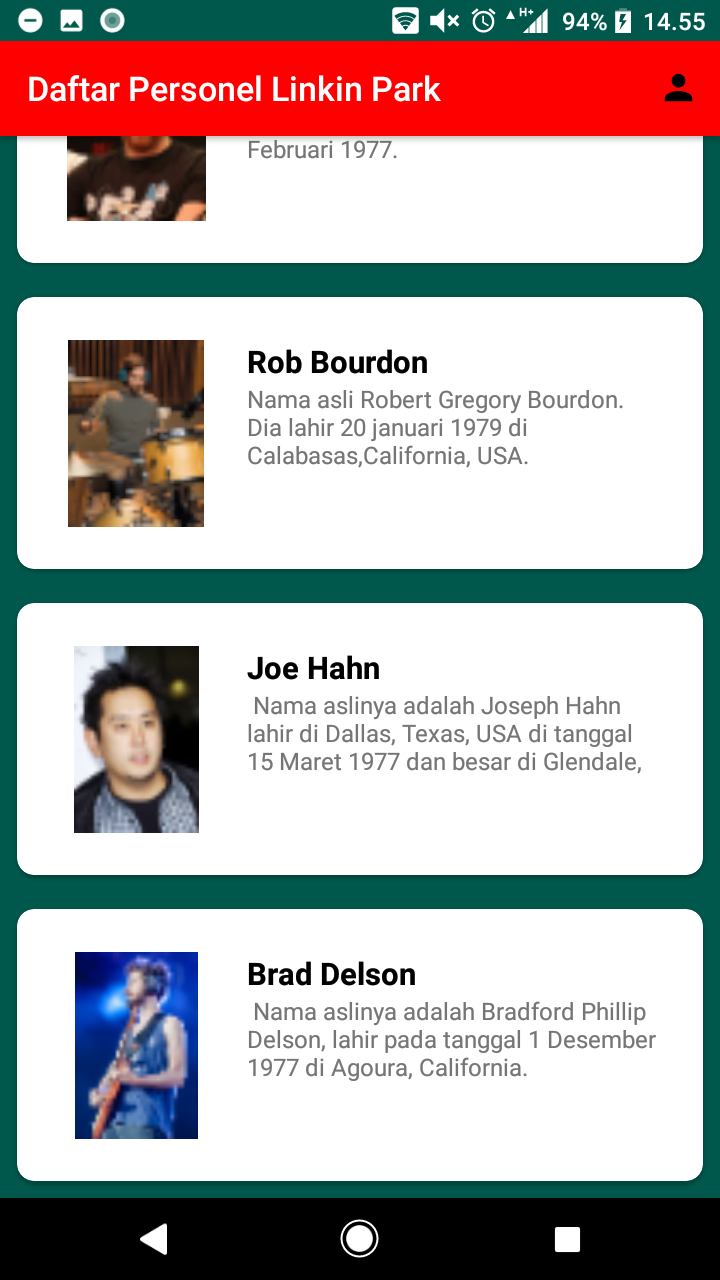 94% 14.55
Daftar Personel Linkin Park
Februari 1977.
Rob Bourdon
Nama asli Robert Gregory Bourdon.
Dia lahir 20 januari 1979 di
Calabasas,California, USA.
Joe Hahn
Nama aslinya adalah Joseph Hahn
lahir di Dallas, Texas, USA di tanggal
15 Maret 1977 dan besar di Glendale,
Brad Delson
Nama aslinya adalah Bradford Phillip
Delson, lahir pada tanggal 1 Desember
1977 di Agoura, California.